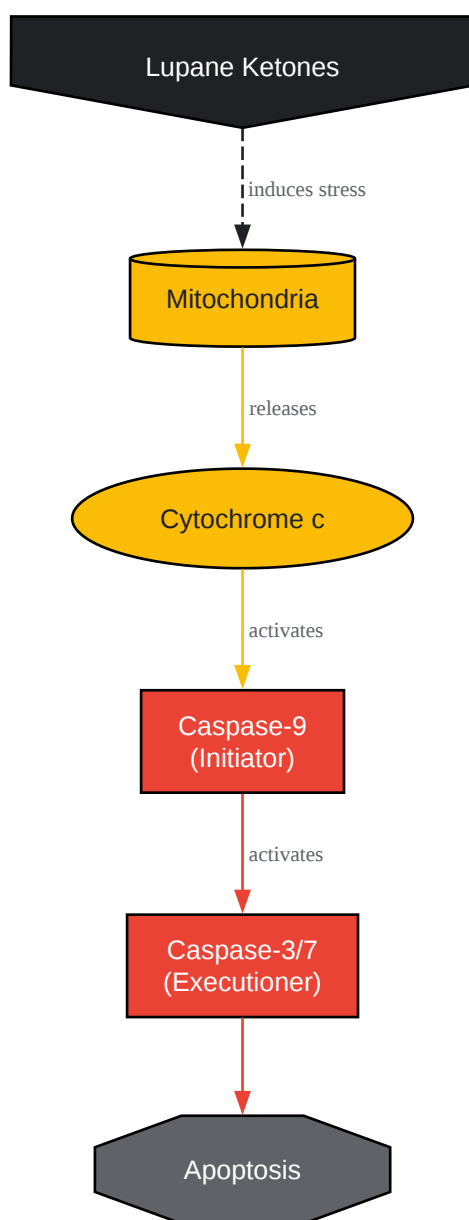 Lupane Ketones
induces stress
Mitochondria
releases
Cytochrome c
activates
Caspase-9
(Initiator)
activates
Caspase-3/7
(Executioner)
Apoptosis